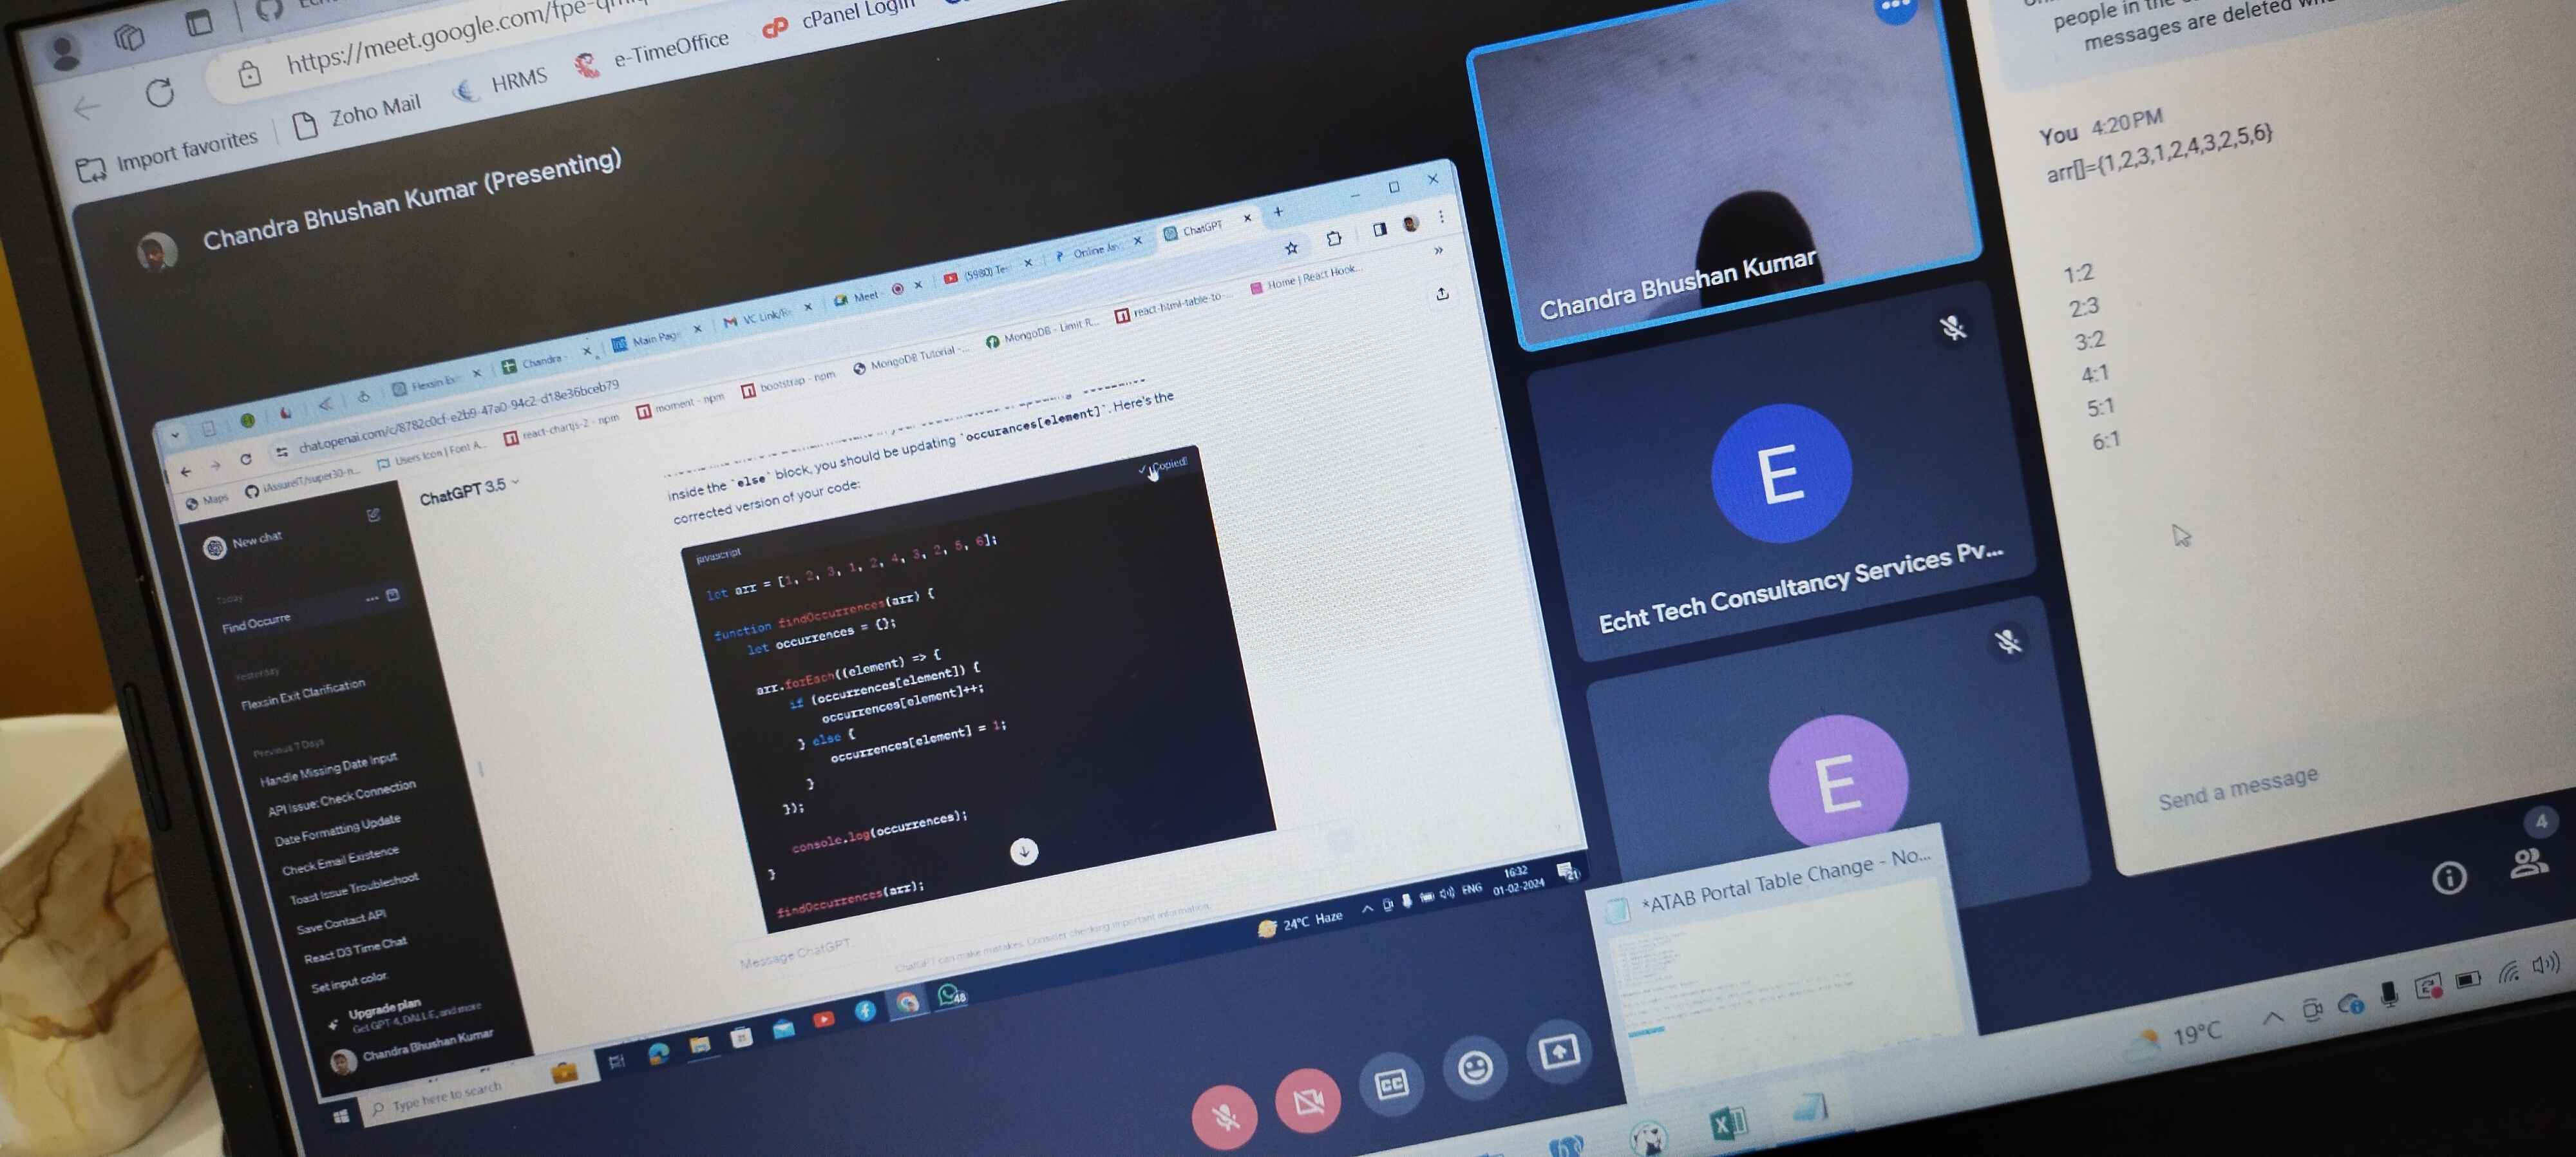 https://meet.google.com/fpe-
Import favorites
Zoho Mail
HRMS
e-TimeOffice
cPanel Login
Chandra Bhushan Kumar (Presenting)
Flexsin Ex
Chandra -
Main Pag
VC Link/R
Meet
(5980) Te
Online Jav
ChatGPT
chat.openai.com/c/8782c0cf-e2b9-47a0-94c2-d18e36bceb79
Maps
iAssureIT/super30-n...
Users Icon | Font A...
react-chartjs-2 - npm
moment - npm
bootstrap - npm
MongoDB Tutorial -...
MongoDB - Limit R...
react-html-table-to-...
Home | React Hook...
ChatGPT 3.5
New chat
Today
Find Occurre
Yesterday
Flexsin Exit Clarification
Previous 7 Days
Handle Missing Date Input
API Issue: Check Connection
Date Formatting Update
Check Email Existence
Toast Issue Troubleshoot
Save Contact API
React D3 Time Chat
Set input color.
Upgrade plan
Get GPT-4, DALL·E, and more
Chandra Bhushan Kumar
inside the `else` block, you should be updating `occurances[element]`. Here's the
corrected version of your code:
javascript
Copied!
let arr = [1, 2, 3, 1, 2, 4, 3, 2, 5, 6];
function findOccurrences(arr) {
let occurrences = {};
arr.forEach((element) => {
if (occurrences[element]) {
occurrences[element]++;
} else {
occurrences[element] = 1;
}
});
console.log(occurrences);
}
findOccurrences(arr);
Message ChatGPT...
ChatGPT can make mistakes. Consider checking important information.
Type here to search
48
24°C Haze
ENG
16:32
01-02-2024
21
Chandra Bhushan Kumar
E
Echt Tech Consultancy Services Pv...
E
*ATAB Portal Table Change - No...
people in the
messages are deleted
You 4:20 PM
arr[]={1,2,3,1,2,4,3,2,5,6}
1:2
2:3
3:2
4:1
5:1
6:1
Send a message
4
CC
19°C